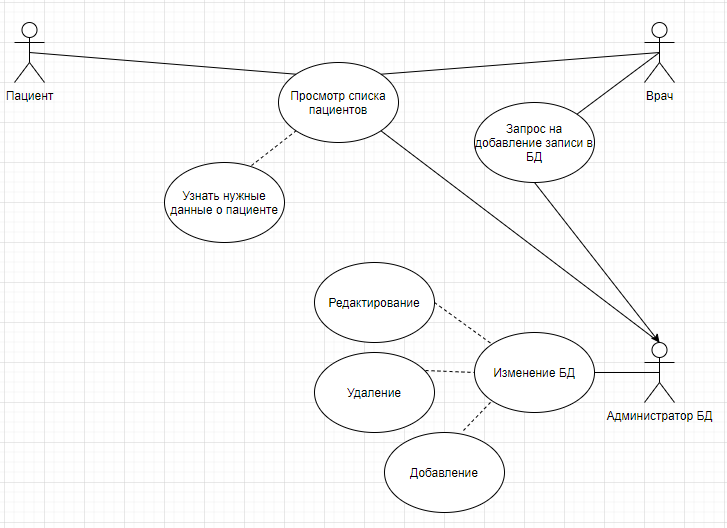 Пациент
Врач
Просмотр списка
пациентов
Запрос на
добавление записи в
БД
Узнать нужные
данные о пациенте
Редактирование
Изменение БД
Удаление
Администратор БД
Добавление